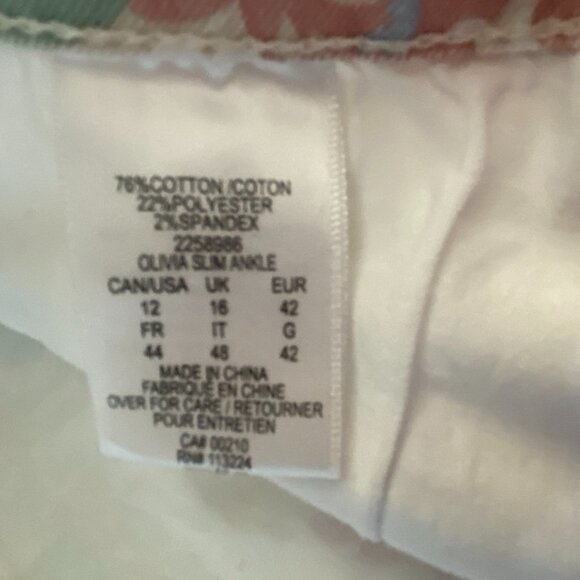 76%COTTON /COTON
22%POLYESTER
2%SPANDEX
2258986
OLIVIA SLIM ANKLE
CAN/USA UK EUR
12 16 42
FR IT G
44 48 42
MADE IN CHINA
FABRIQUÉ EN CHINE
OVER FOR CARE / RETOURNER
POUR ENTRETIEN
CA# 00210
RN# 113224